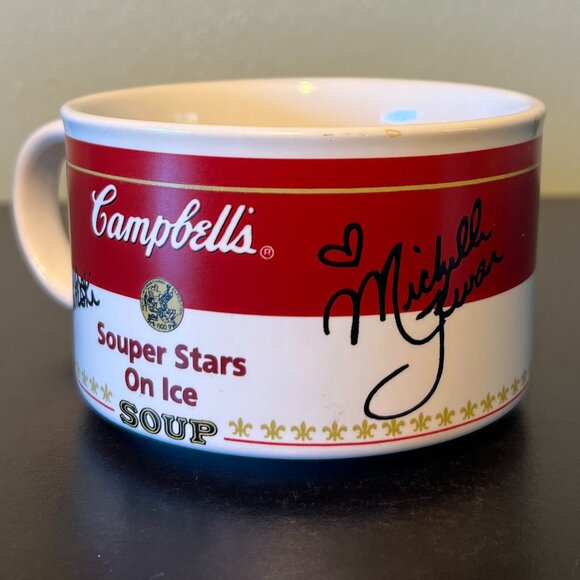 Campbell's®
Souper Stars
On Ice
SOUP
Michelle
Kwan